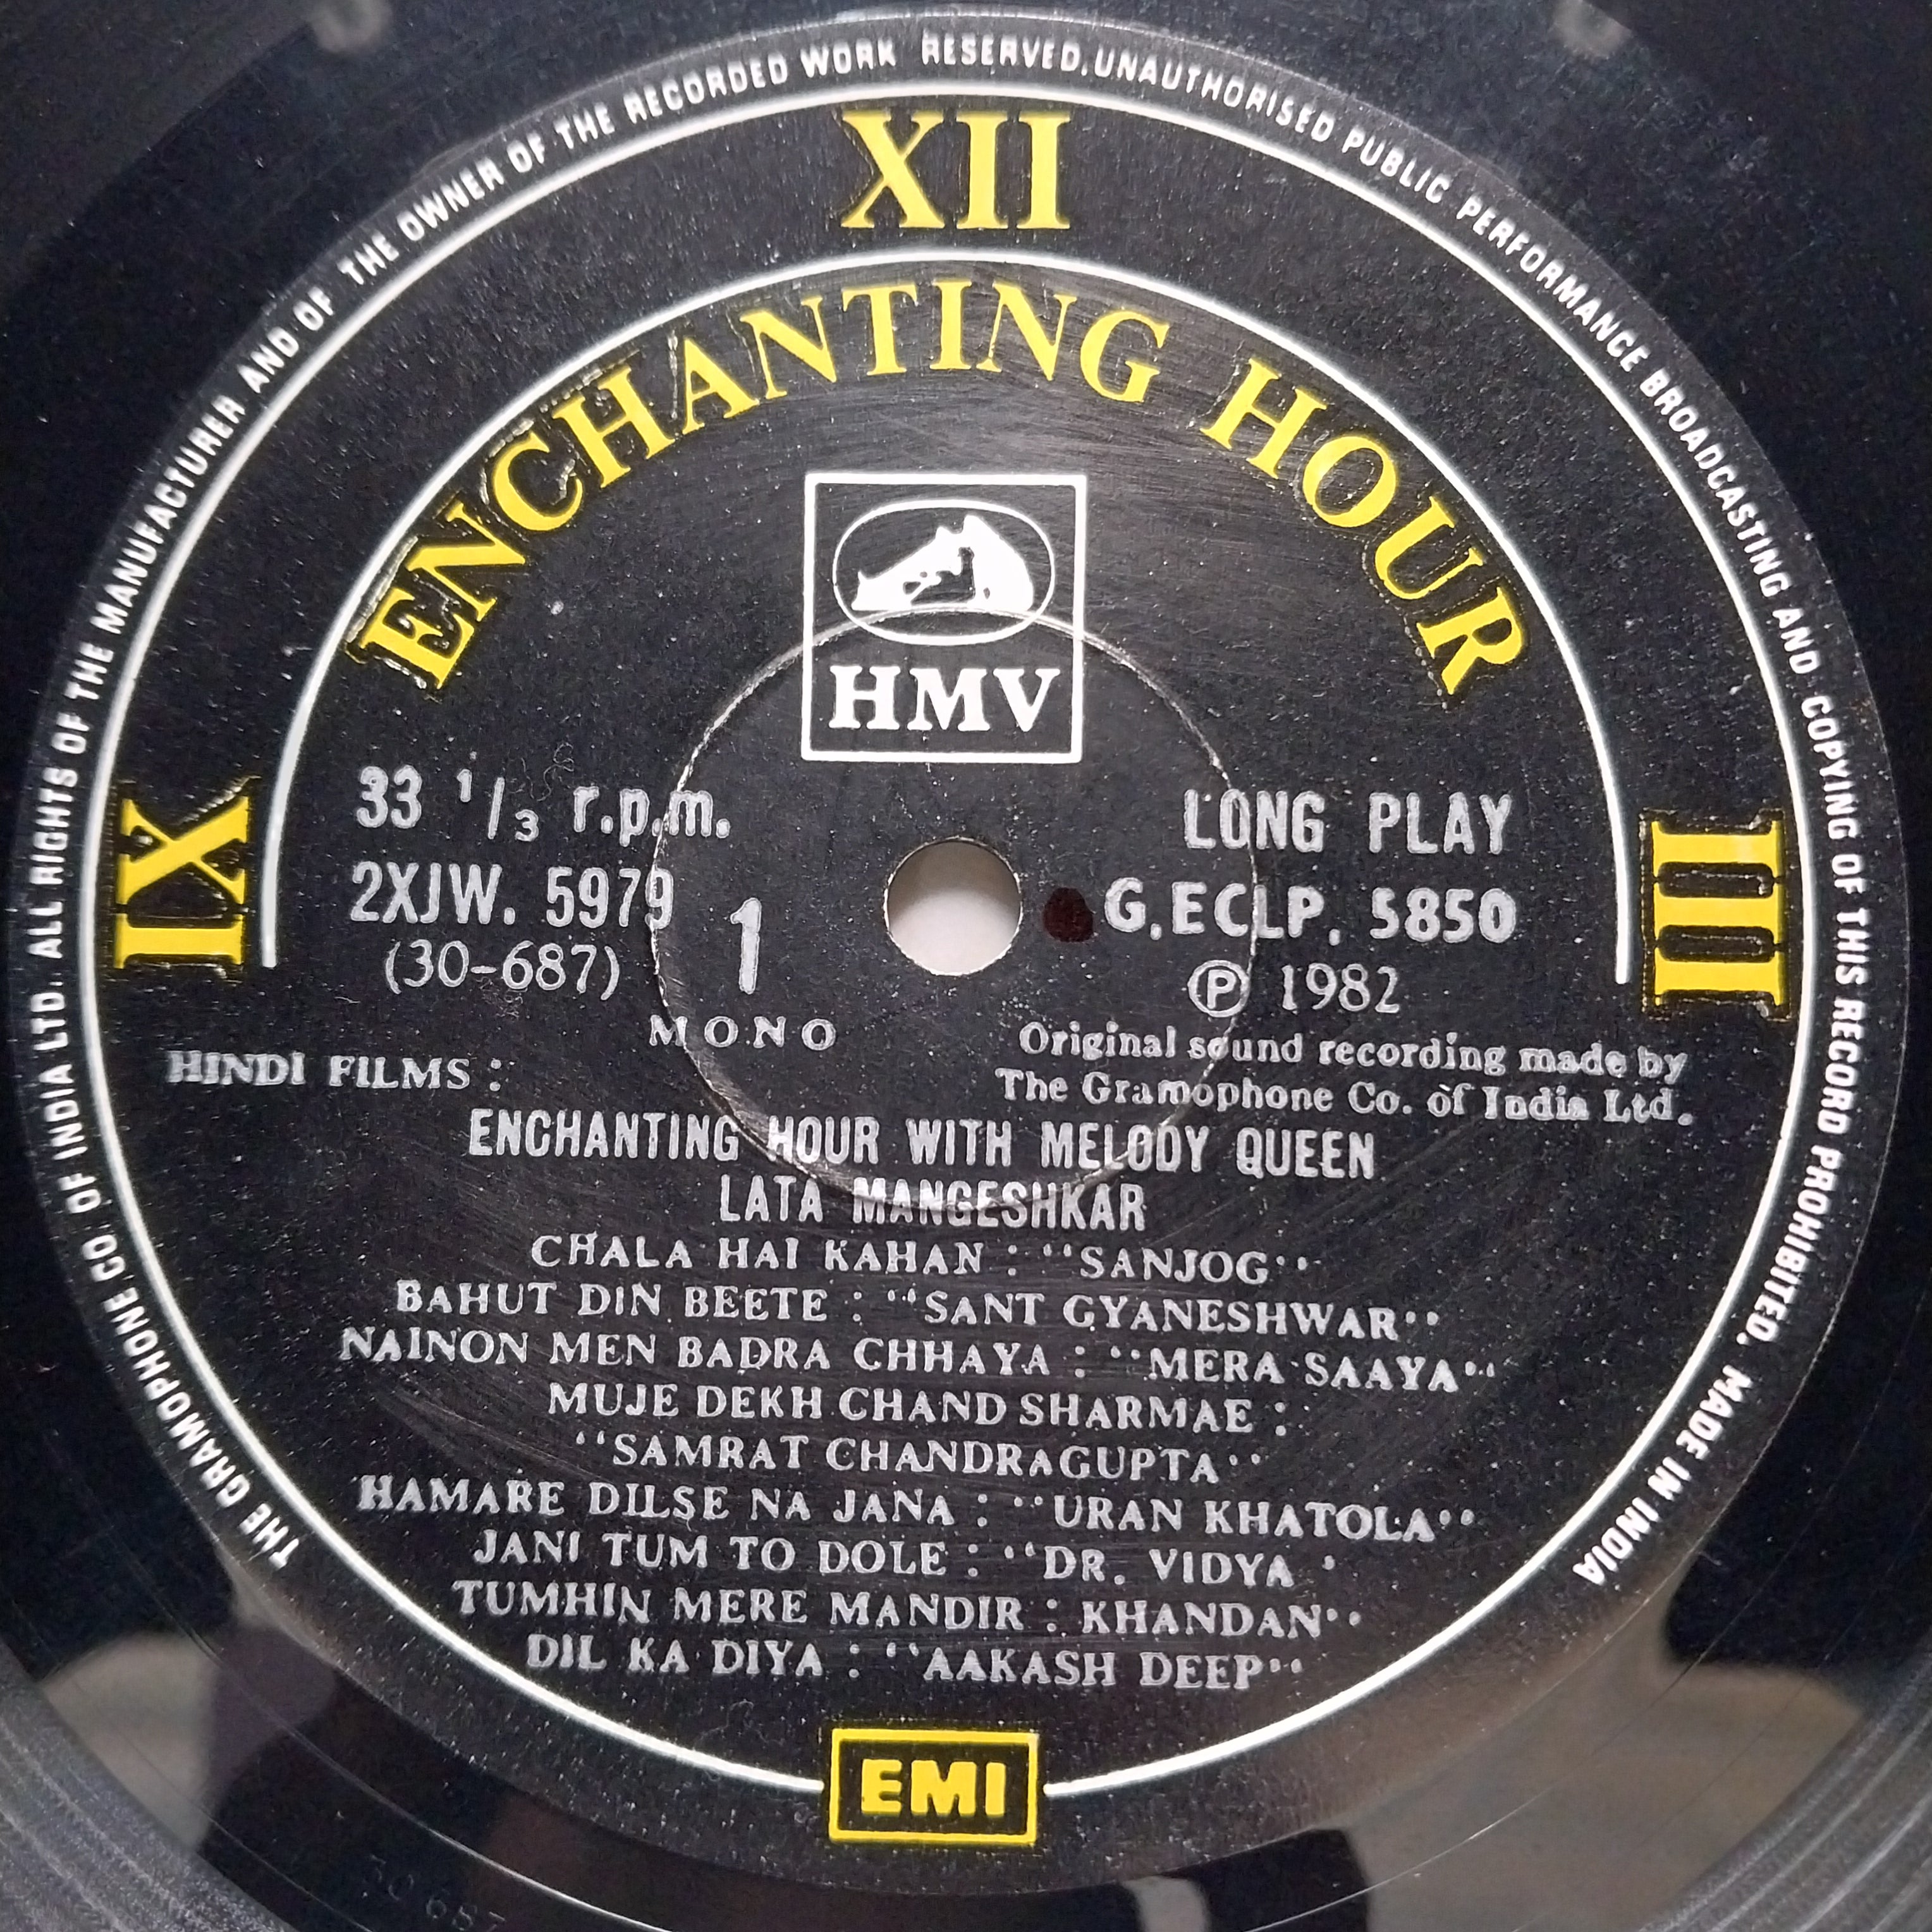 THE GRAMOPHONE CO. OF INDIA LTD. ALL RIGHTS OF THE MANUFACTURER AND OF THE OWNER OF THE RECORDED WORK RESERVED. UNAUTHORISED PUBLIC PERFORMANCE BROADCASTING AND COPYING OF THIS RECORD PROHIBITED. MADE IN INDIA
XII
ENCHANTING HOUR
HMV
IX
III
33 1/3 r.p.m.
LONG PLAY
2XJW. 5979
1
G.ECLP. 5850
(30-687)
Ⓟ 1982
MONO
Original sound recording made by
The Gramophone Co. of India Ltd.
HINDI FILMS :
ENCHANTING HOUR WITH MELODY QUEEN
LATA MANGESHKAR
CHALA HAI KAHAN : "SANJOG"
BAHUT DIN BEETE : "SANT GYANESHWAR"
NAINON MEN BADRA CHHAYA : "MERA SAAYA"
MUJE DEKH CHAND SHARMAE :
"SAMRAT CHANDRAGUPTA"
HAMARE DILSE NA JANA : "URAN KHATOLA"
JANI TUM TO DOLE : "DR. VIDYA '
TUMHIN MERE MANDIR : KHANDAN"
DIL KA DIYA : "AAKASH DEEP"
EMI
30 687